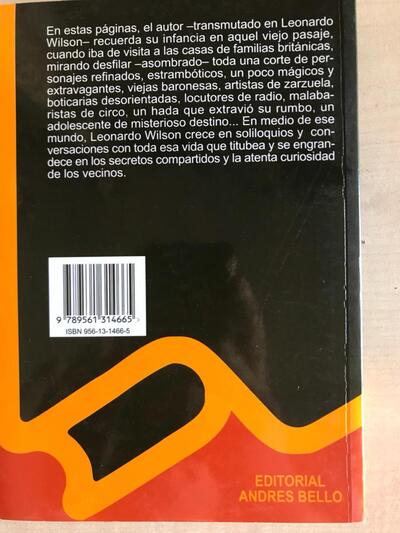 En estas páginas, el autor –transmutado en Leonardo
Wilson– recuerda su infancia en aquel viejo pasaje,
cuando iba de visita a las casas de familias británicas,
mirando desfilar –asombrado– toda una corte de per-
sonajes refinados, estrambóticos, un poco mágicos y
extravagantes, viejas baronesas, artistas de zarzuela,
boticarias desorientadas, locutores de radio, malaba-
ristas de circo, un hada que extravió su rumbo, un
adolescente de misterioso destino... En medio de ese
mundo, Leonardo Wilson crece en soliloquios y con-
versaciones con toda esa vida que titubea y se engran-
dece en los secretos compartidos y la atenta curiosidad
de los vecinos.
9 789561 314665
ISBN 956-13-1466-5
EDITORIAL
ANDRES BELLO